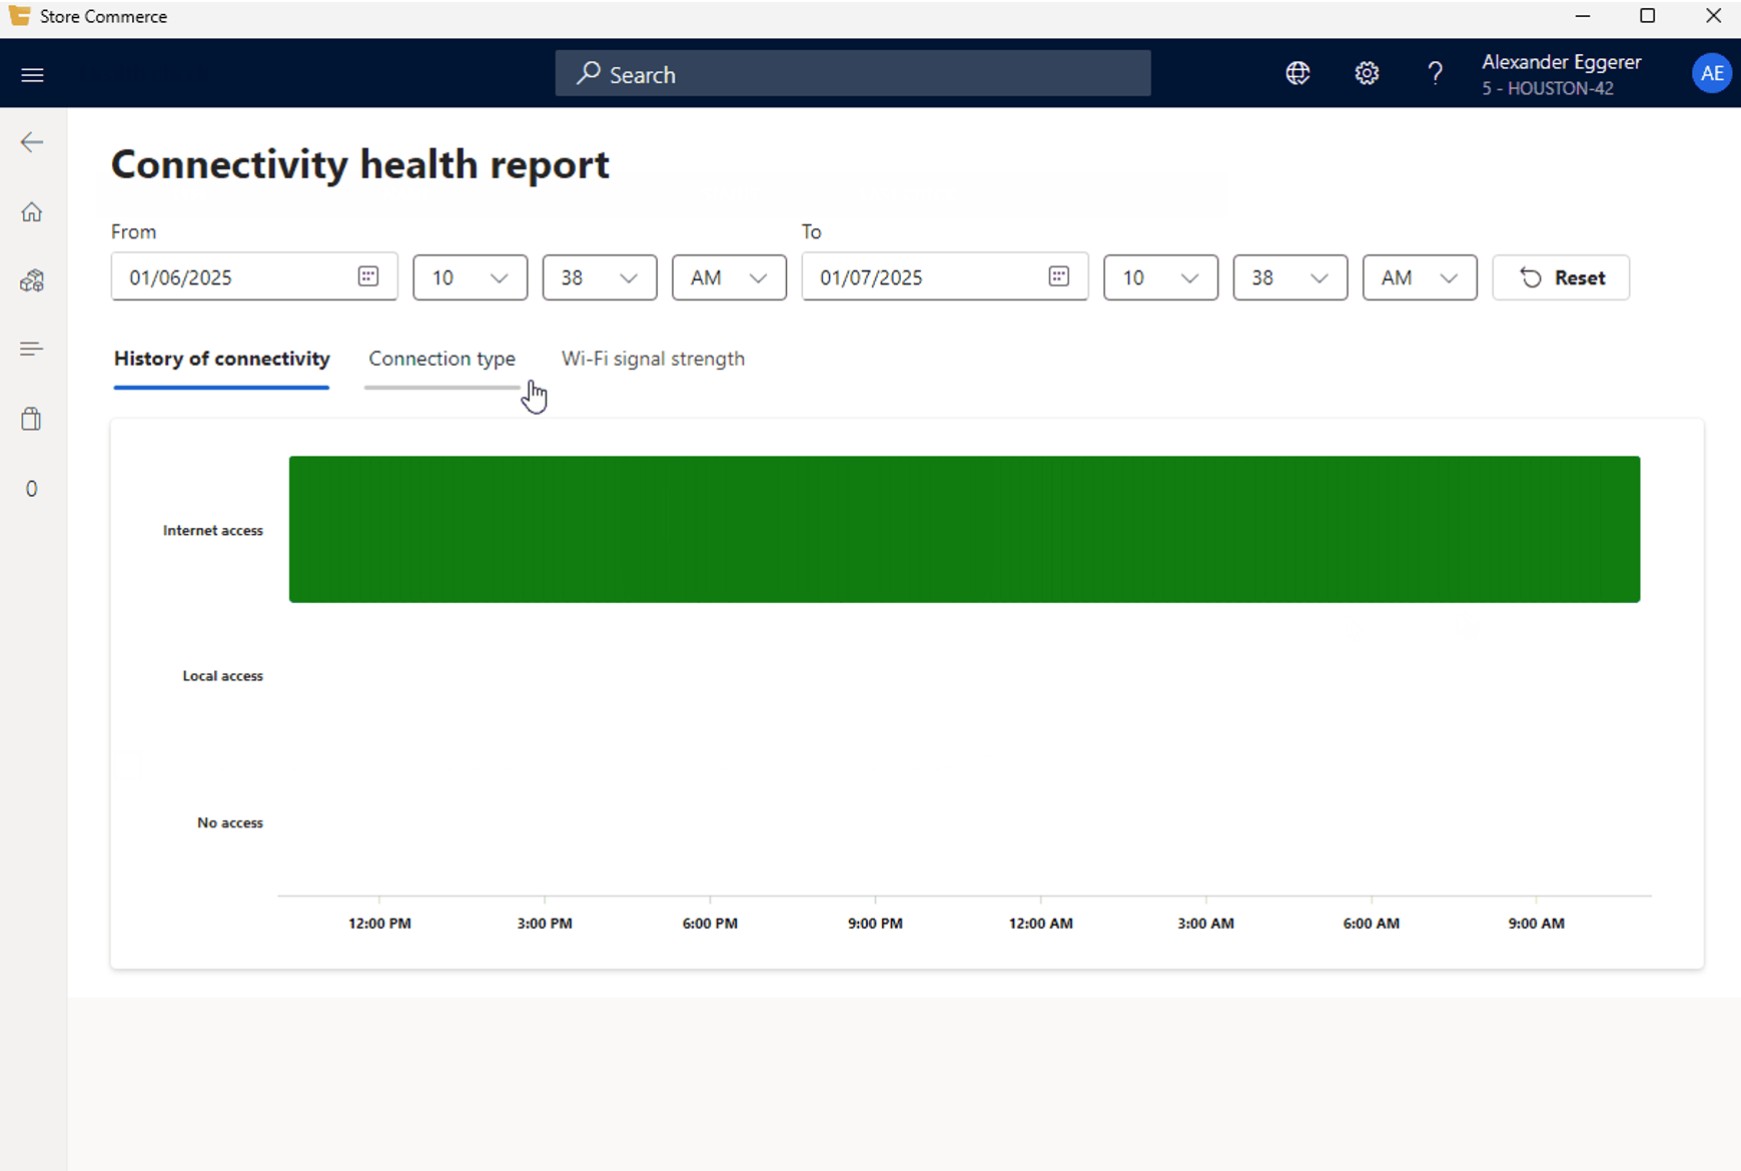 Store Commerce
Search
Alexander Eggerer
5 - HOUSTON-42
AE
Connectivity health report
From
To
01/06/2025 10 38 AM 01/07/2025 10 38 AM Reset
History of connectivity Connection type Wi-Fi signal strength
0
Internet access
Local access
No access
12:00 PM 3:00 PM 6:00 PM 9:00 PM 12:00 AM 3:00 AM 6:00 AM 9:00 AM